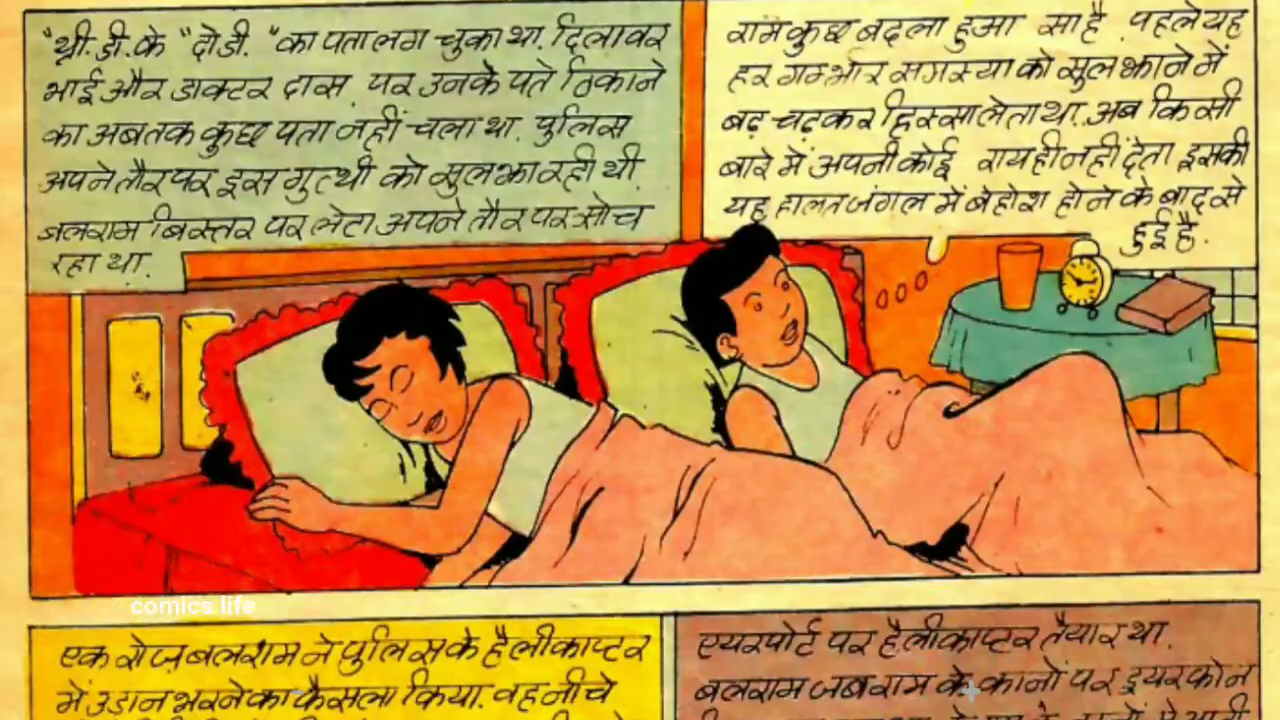 "थ्री. डी. के "दो डी. "का पता लग चुका था. दिलावर
भाई और डाक्टर दास, पर उनके पते ठिकाने
का अब तक कुछ पता नहीं चला था. पुलिस
अपने तौर पर इस गुत्थी को सुलझा रही थी.
बलराम बिस्तर पर लेटा अपने तौर पर सोच
रहा था.
राम कुछ बदला हुआ सा है. पहले यह
हर गम्भीर समस्या को सुलझाने में
बढ़ चढ़कर हिस्सा लेता था. अब किसी
बारे में अपनी कोई राय ही नहीं देता इसकी
यह हालत जंगल में बेहोश होने के बाद से
हुई है.
comics.life
एक रोज़ बलराम ने पुलिस के हैलीकाप्टर
में उडान भरने का फैसला किया. वह नीचे
एयरपोर्ट पर हैलीकाप्टर तैयार था.
बलराम जब राम के कानों पर इयरफोन